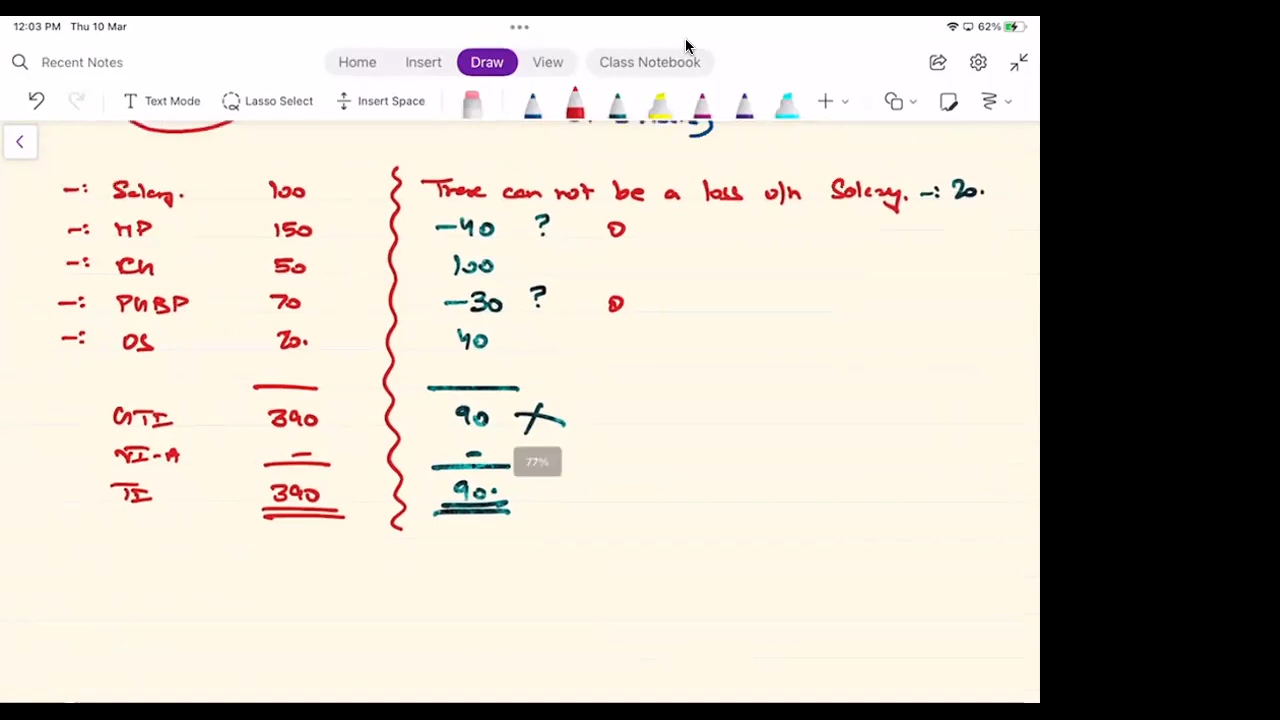 12:03 PM Thu 10 Mar
62%
Recent Notes
Home Insert Draw View Class Notebook
Text Mode Lasso Select Insert Space
-: Salary. 100 There can not be a loss u/h Salary. -: 20.
-: HP 150 -40 ? 0
-: CG 50 100
-: PGBP 70 -30 ? 0
-: OS 20. 40
GTI 390 90
VI-A - -
77%
TI 390 90.